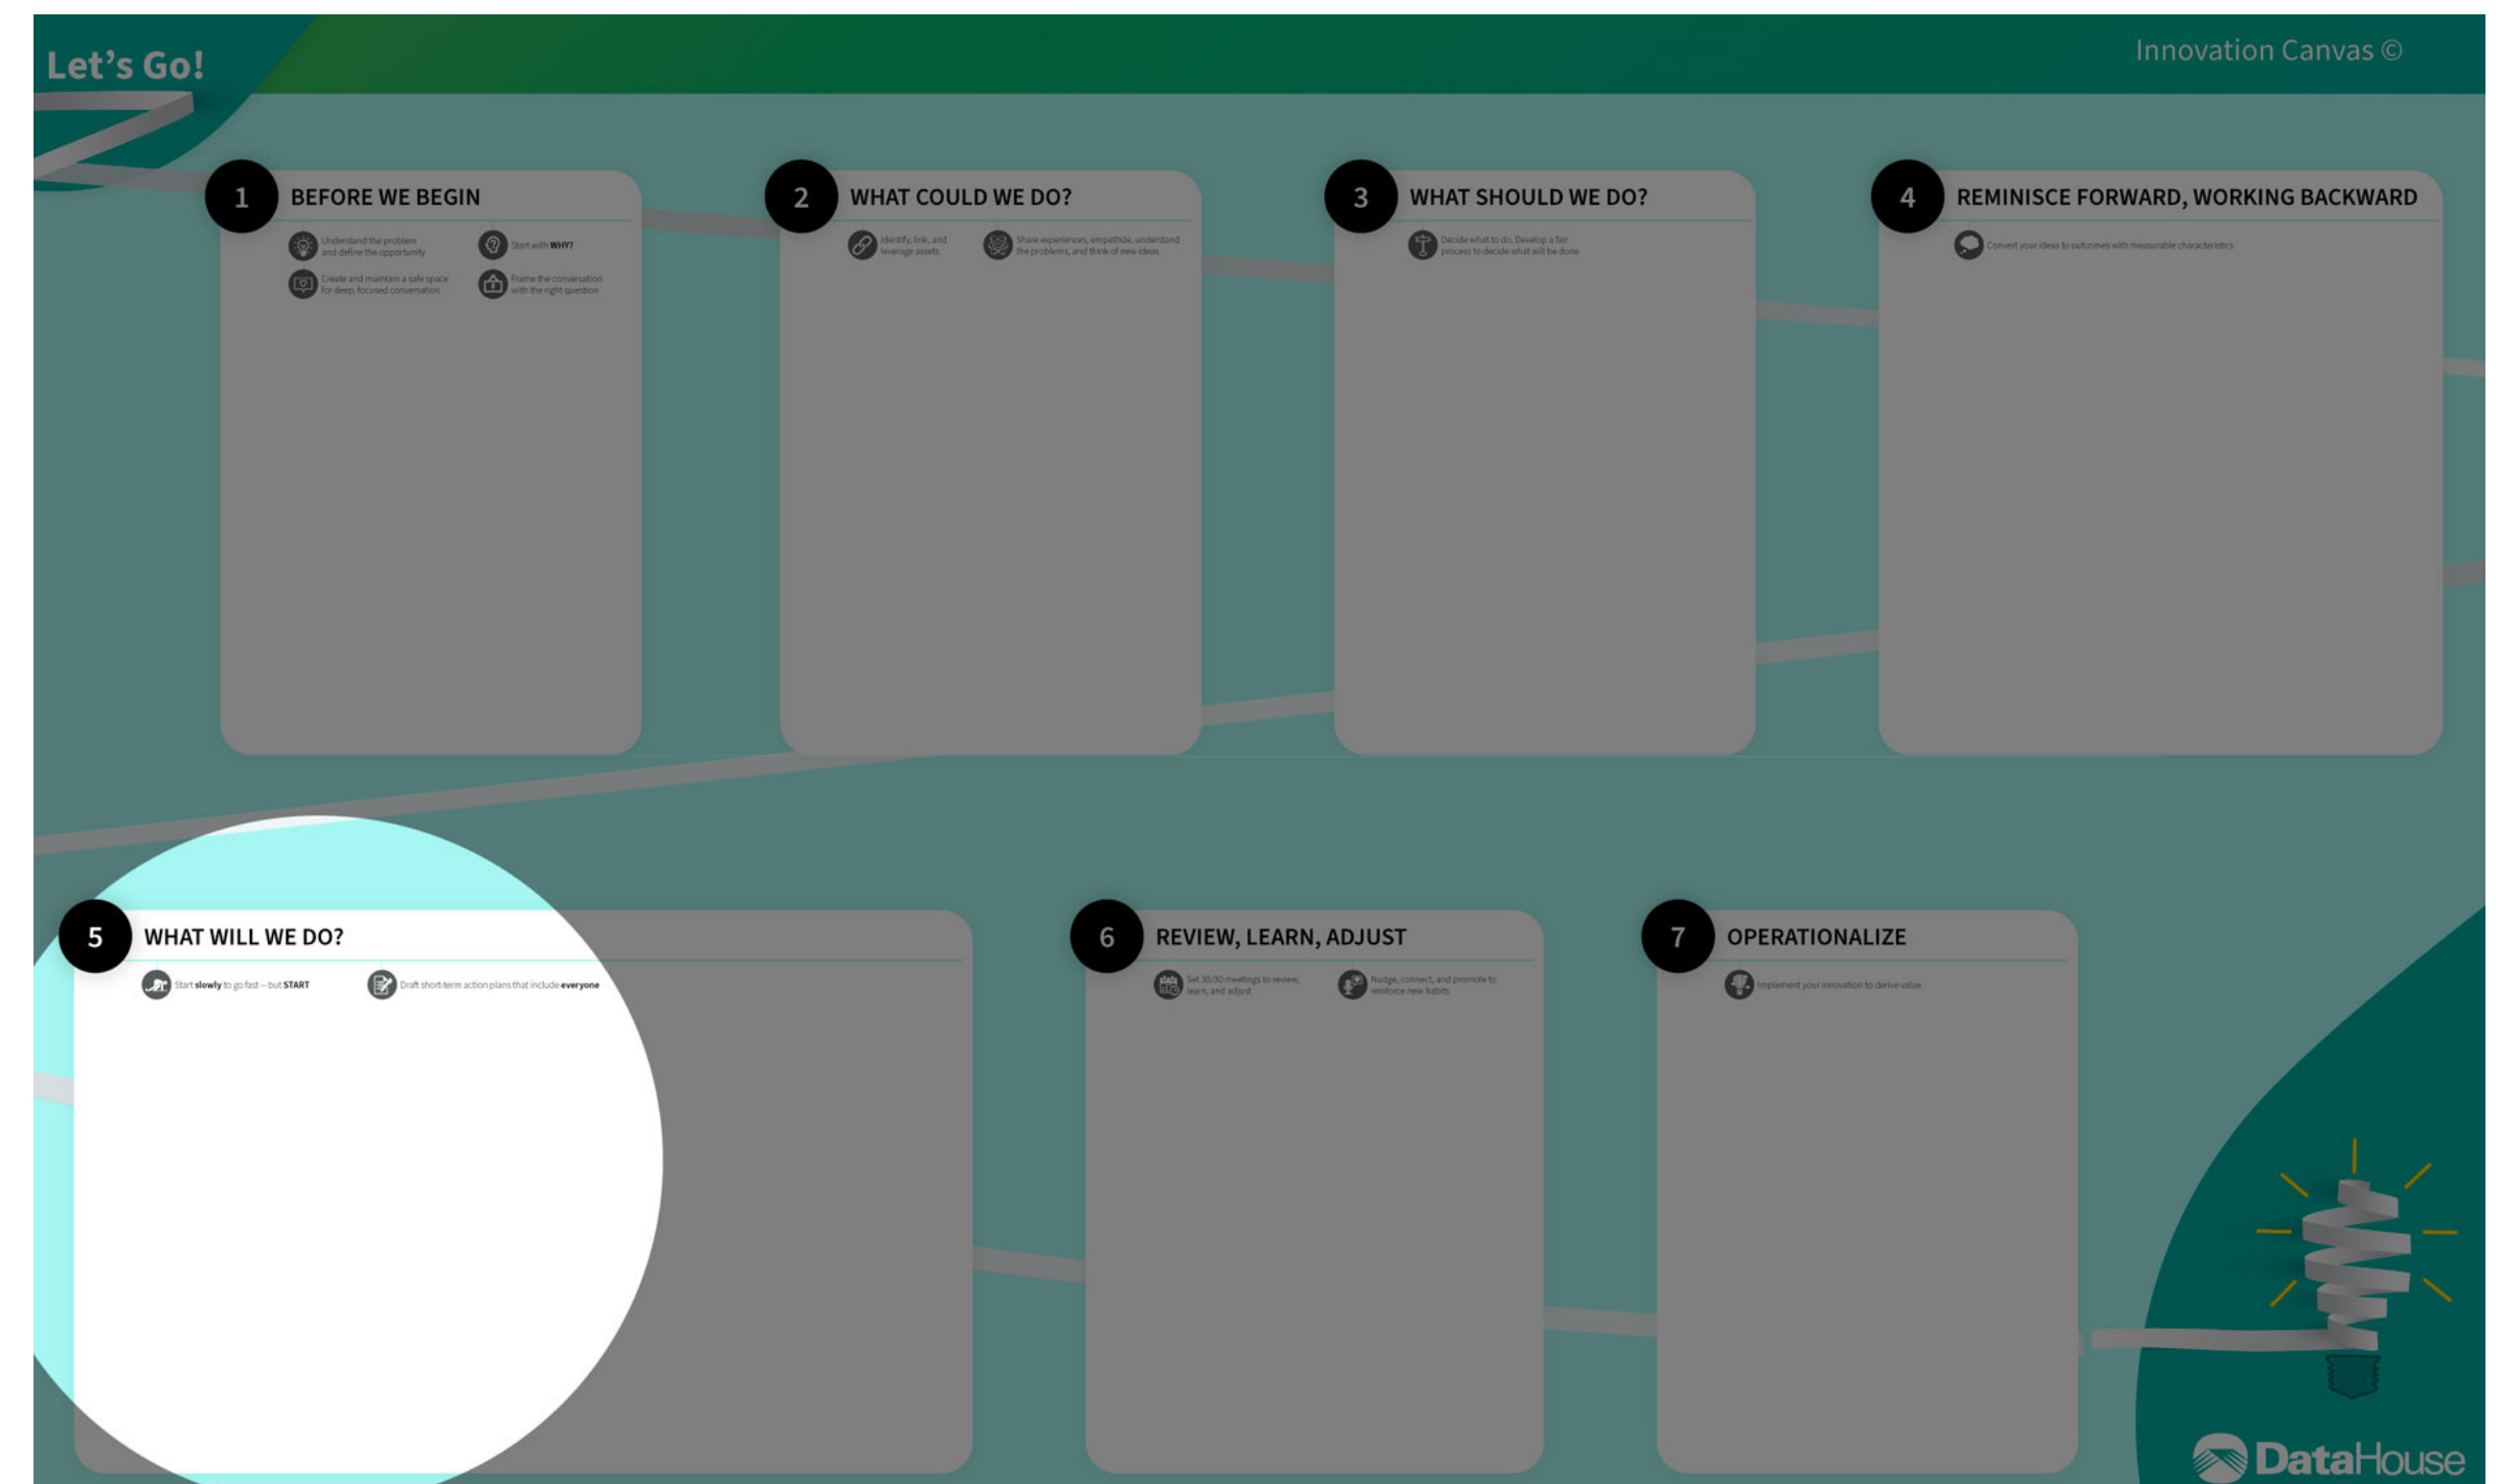 Let's Go!
Innovation Canvas ©
1
BEFORE WE BEGIN
Understand the problem
and define the opportunity
Start with WHY?
Create and maintain a safe space
for deep, focused conversation
Frame the conversation
with the right question
2
WHAT COULD WE DO?
Identify, link, and
leverage assets
Share experiences, empathize, understand
the problems, and think of new ideas
3
WHAT SHOULD WE DO?
Decide what to do, Develop a fair
process to decide what will be done
4
REMINISCE FORWARD, WORKING BACKWARD
Convert your ideas to outcomes with measurable characteristics
5
WHAT WILL WE DO?
Start slowly to go fast – but START
Draft short-term action plans that include everyone
6
REVIEW, LEARN, ADJUST
Set 30/30 meetings to review,
learn, and adjust
Nudge, connect, and promote to
reinforce new habits
7
OPERATIONALIZE
Implement your innovation to derive value
DataHouse